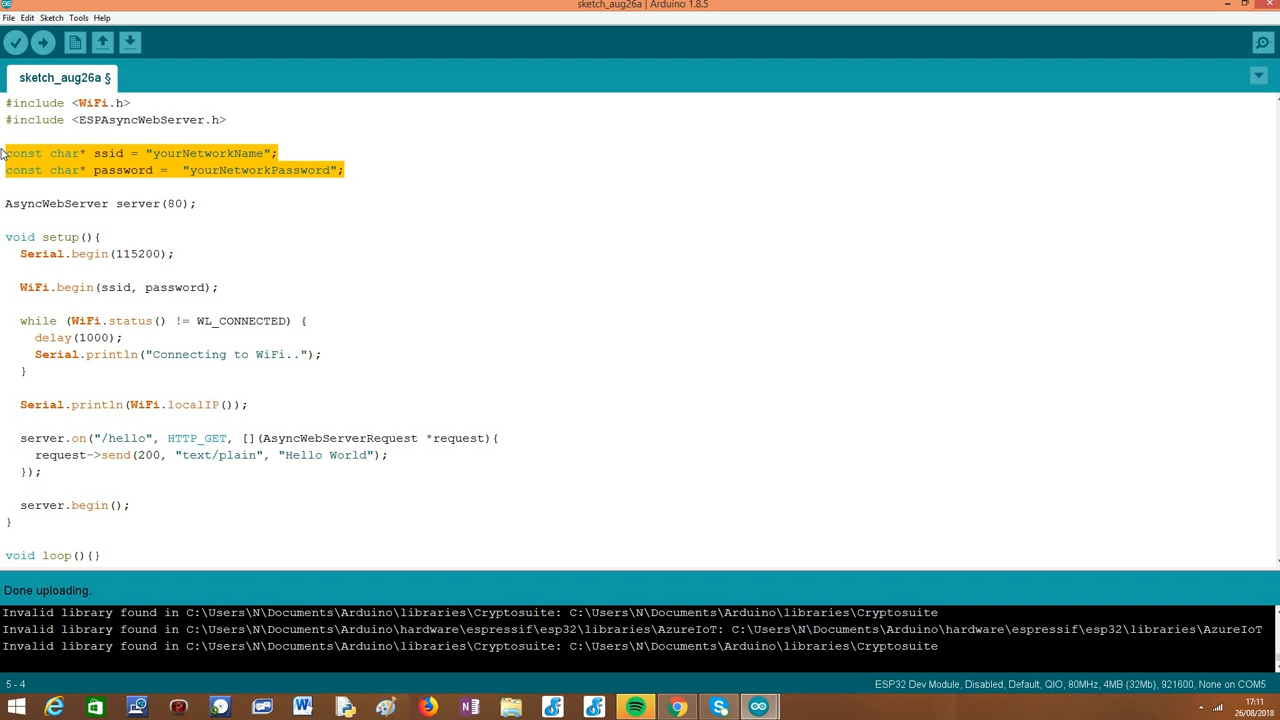 sketch_aug26a | Arduino 1.8.5
File Edit Sketch Tools Help
sketch_aug26a §
#include <WiFi.h>
#include <ESPAsyncWebServer.h>
const char* ssid = "yourNetworkName";
const char* password =  "yourNetworkPassword";
AsyncWebServer server(80);
void setup(){
  Serial.begin(115200);
  WiFi.begin(ssid, password);
  while (WiFi.status() != WL_CONNECTED) {
    delay(1000);
    Serial.println("Connecting to WiFi..");
  }
  Serial.println(WiFi.localIP());
  server.on("/hello", HTTP_GET, [](AsyncWebServerRequest *request){
    request->send(200, "text/plain", "Hello World");
  });
  server.begin();
}
void loop(){}
Done uploading.
Invalid library found in C:\Users\N\Documents\Arduino\libraries\Cryptosuite: C:\Users\N\Documents\Arduino\libraries\Cryptosuite
Invalid library found in C:\Users\N\Documents\Arduino\hardware\espressif\esp32\libraries\AzureIoT: C:\Users\N\Documents\Arduino\hardware\espressif\esp32\libraries\AzureIoT
Invalid library found in C:\Users\N\Documents\Arduino\libraries\Cryptosuite: C:\Users\N\Documents\Arduino\libraries\Cryptosuite
5 - 4
ESP32 Dev Module, Disabled, Default, QIO, 80MHz, 4MB (32Mb), 921600, None on COM5
17:11
26/08/2018